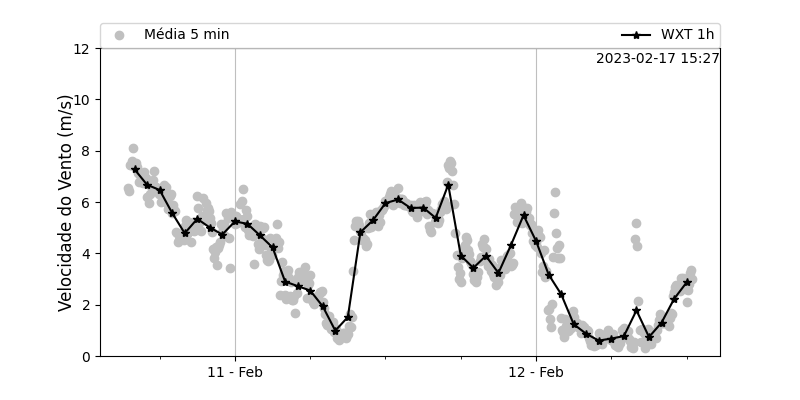 Média 5 min
WXT 1h
2023-02-17 15:27
Velocidade do Vento (m/s)
12
10
8
6
4
2
0
11 - Feb
12 - Feb